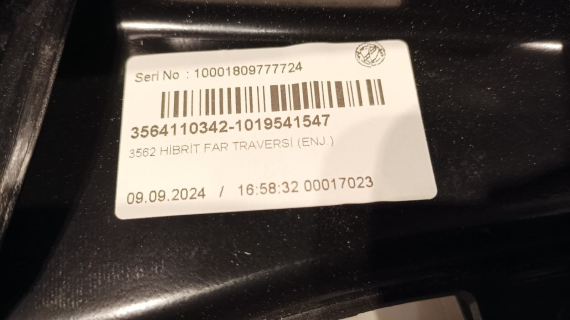 Seri No : 10001809777724
3564110342-1019541547
3562 HİBRİT FAR TRAVERSİ (ENJ.)
09.09.2024 / 16:58:32 00017023